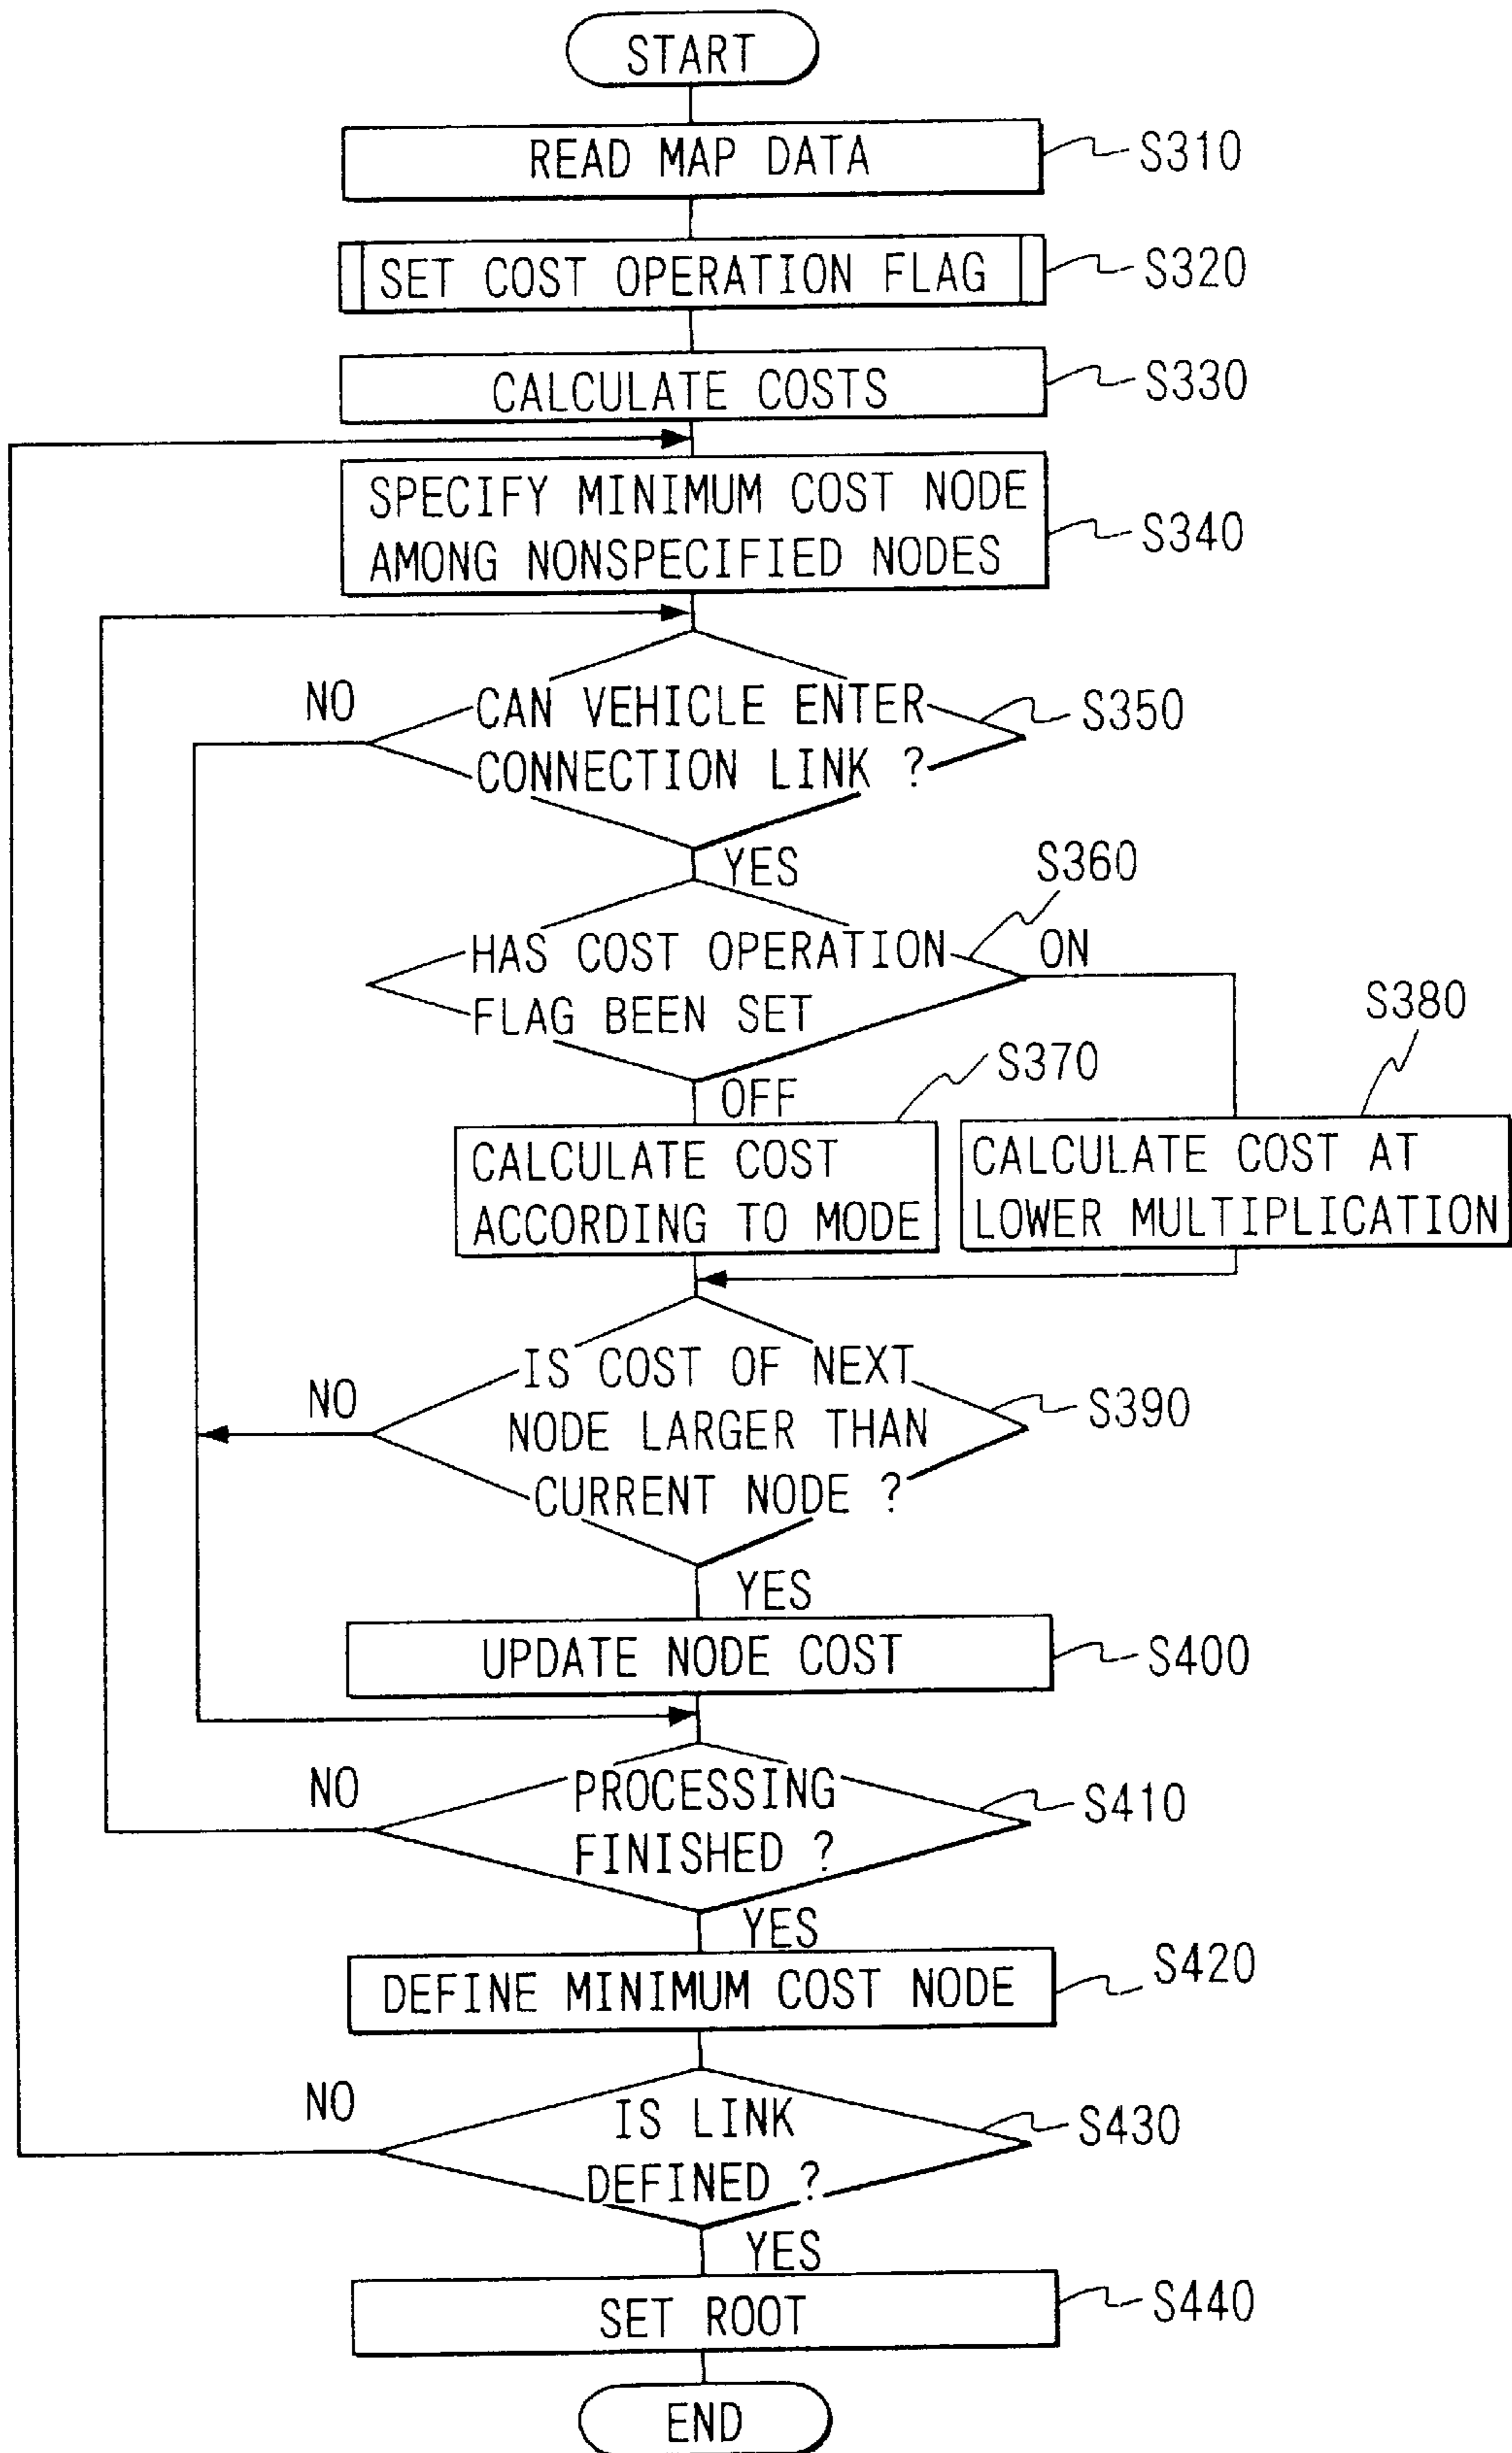 START
READ MAP DATA
S310
SET COST OPERATION FLAG
S320
CALCULATE COSTS
S330
SPECIFY MINIMUM COST NODE
AMONG NONSPECIFIED NODES
S340
NO
CAN VEHICLE ENTER
CONNECTION LINK ?
S350
YES
S360
HAS COST OPERATION
FLAG BEEN SET
ON
S380
S370
OFF
CALCULATE COST
ACCORDING TO MODE
CALCULATE COST AT
LOWER MULTIPLICATION
NO
IS COST OF NEXT
NODE LARGER THAN
CURRENT NODE ?
S390
YES
UPDATE NODE COST
S400
NO
PROCESSING
FINISHED ?
S410
YES
DEFINE MINIMUM COST NODE
S420
NO
IS LINK
DEFINED ?
S430
YES
SET ROOT
S440
END